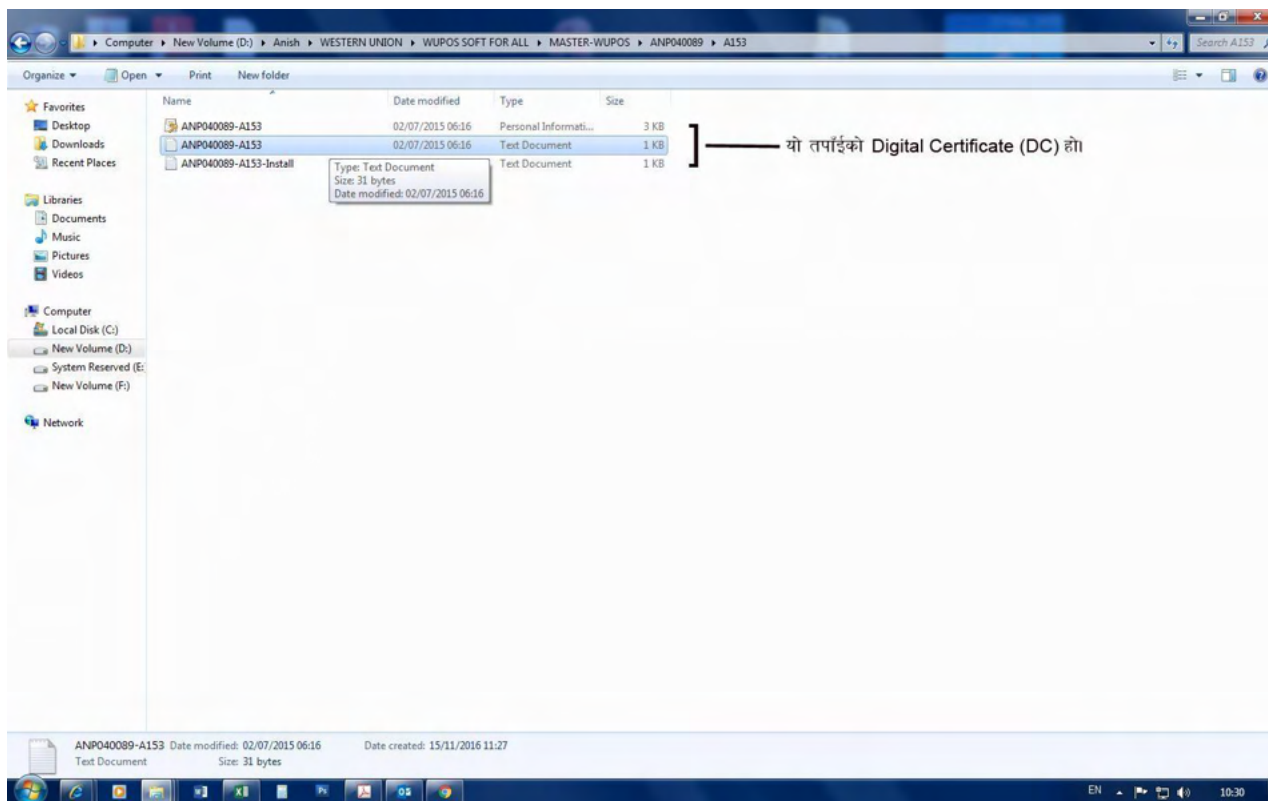 Computer ▸ New Volume (D:) ▸ Anish ▸ WESTERN UNION ▸ WUPOS SOFT FOR ALL ▸ MASTER-WUPOS ▸ ANP040089 ▸ A153
Search A153
Organize Open Print New folder
Name Date modified Type Size
ANP040089-A153 02/07/2015 06:16 Personal Informati... 3 KB
ANP040089-A153 02/07/2015 06:16 Text Document 1 KB
ANP040089-A153-Install Text Document 1 KB
Type: Text Document
Size: 31 bytes
Date modified: 02/07/2015 06:16
यो तपाईको Digital Certificate (DC) हो।
Favorites
Desktop
Downloads
Recent Places
Libraries
Documents
Music
Pictures
Videos
Computer
Local Disk (C:)
New Volume (D:)
System Reserved (E:
New Volume (F:)
Network
ANP040089-A153 Date modified: 02/07/2015 06:16 Date created: 15/11/2016 11:27
Text Document Size: 31 bytes
EN 10:30